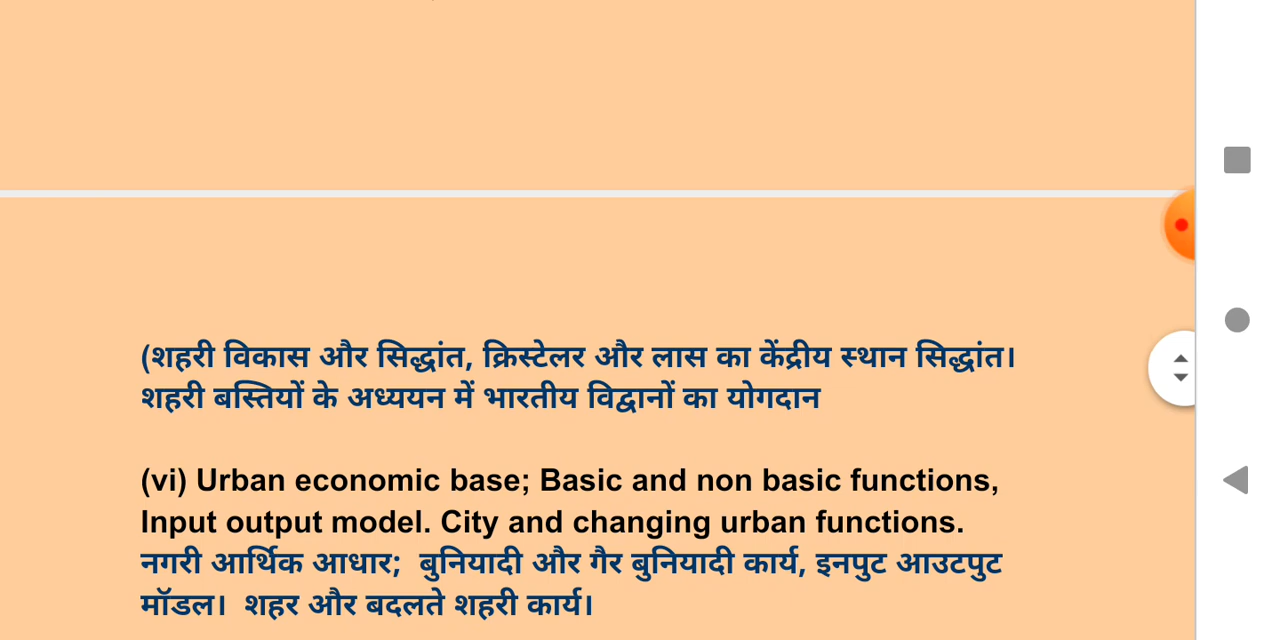 (शहरी विकास और सिद्धांत, क्रिस्टेलर और लास का केंद्रीय स्थान सिद्धांत।
शहरी बस्तियों के अध्ययन में भारतीय विद्वानों का योगदान
(vi) Urban economic base; Basic and non basic functions,
Input output model. City and changing urban functions.
नगरी आर्थिक आधार;  बुनियादी और गैर बुनियादी कार्य, इनपुट आउटपुट
मॉडल।  शहर और बदलते शहरी कार्य।